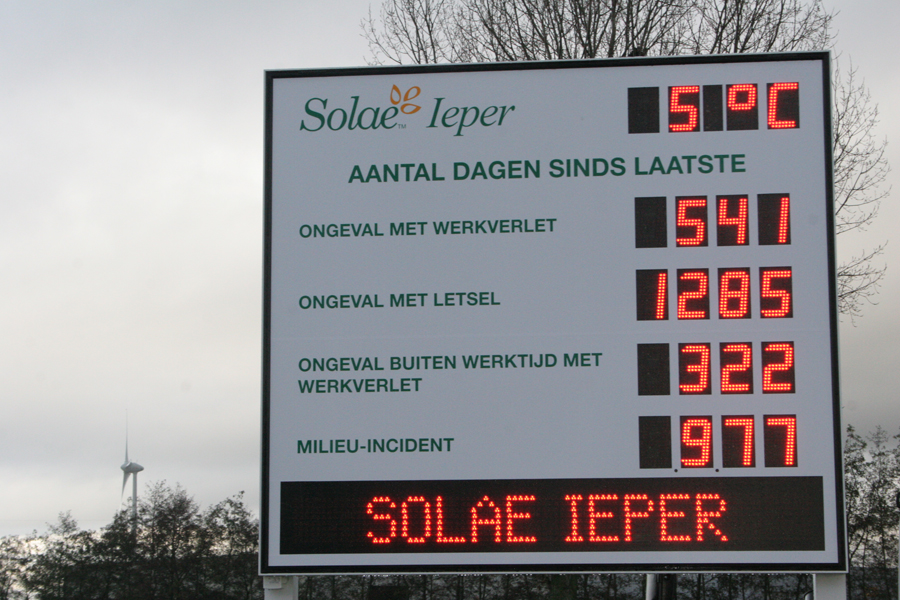 Solae™ Ieper 5°C
AANTAL DAGEN SINDS LAATSTE
ONGEVAL MET WERKVERLET 541
ONGEVAL MET LETSEL 1285
ONGEVAL BUITEN WERKTIJD MET
WERKVERLET 322
MILIEU-INCIDENT 977
SOLAE IEPER